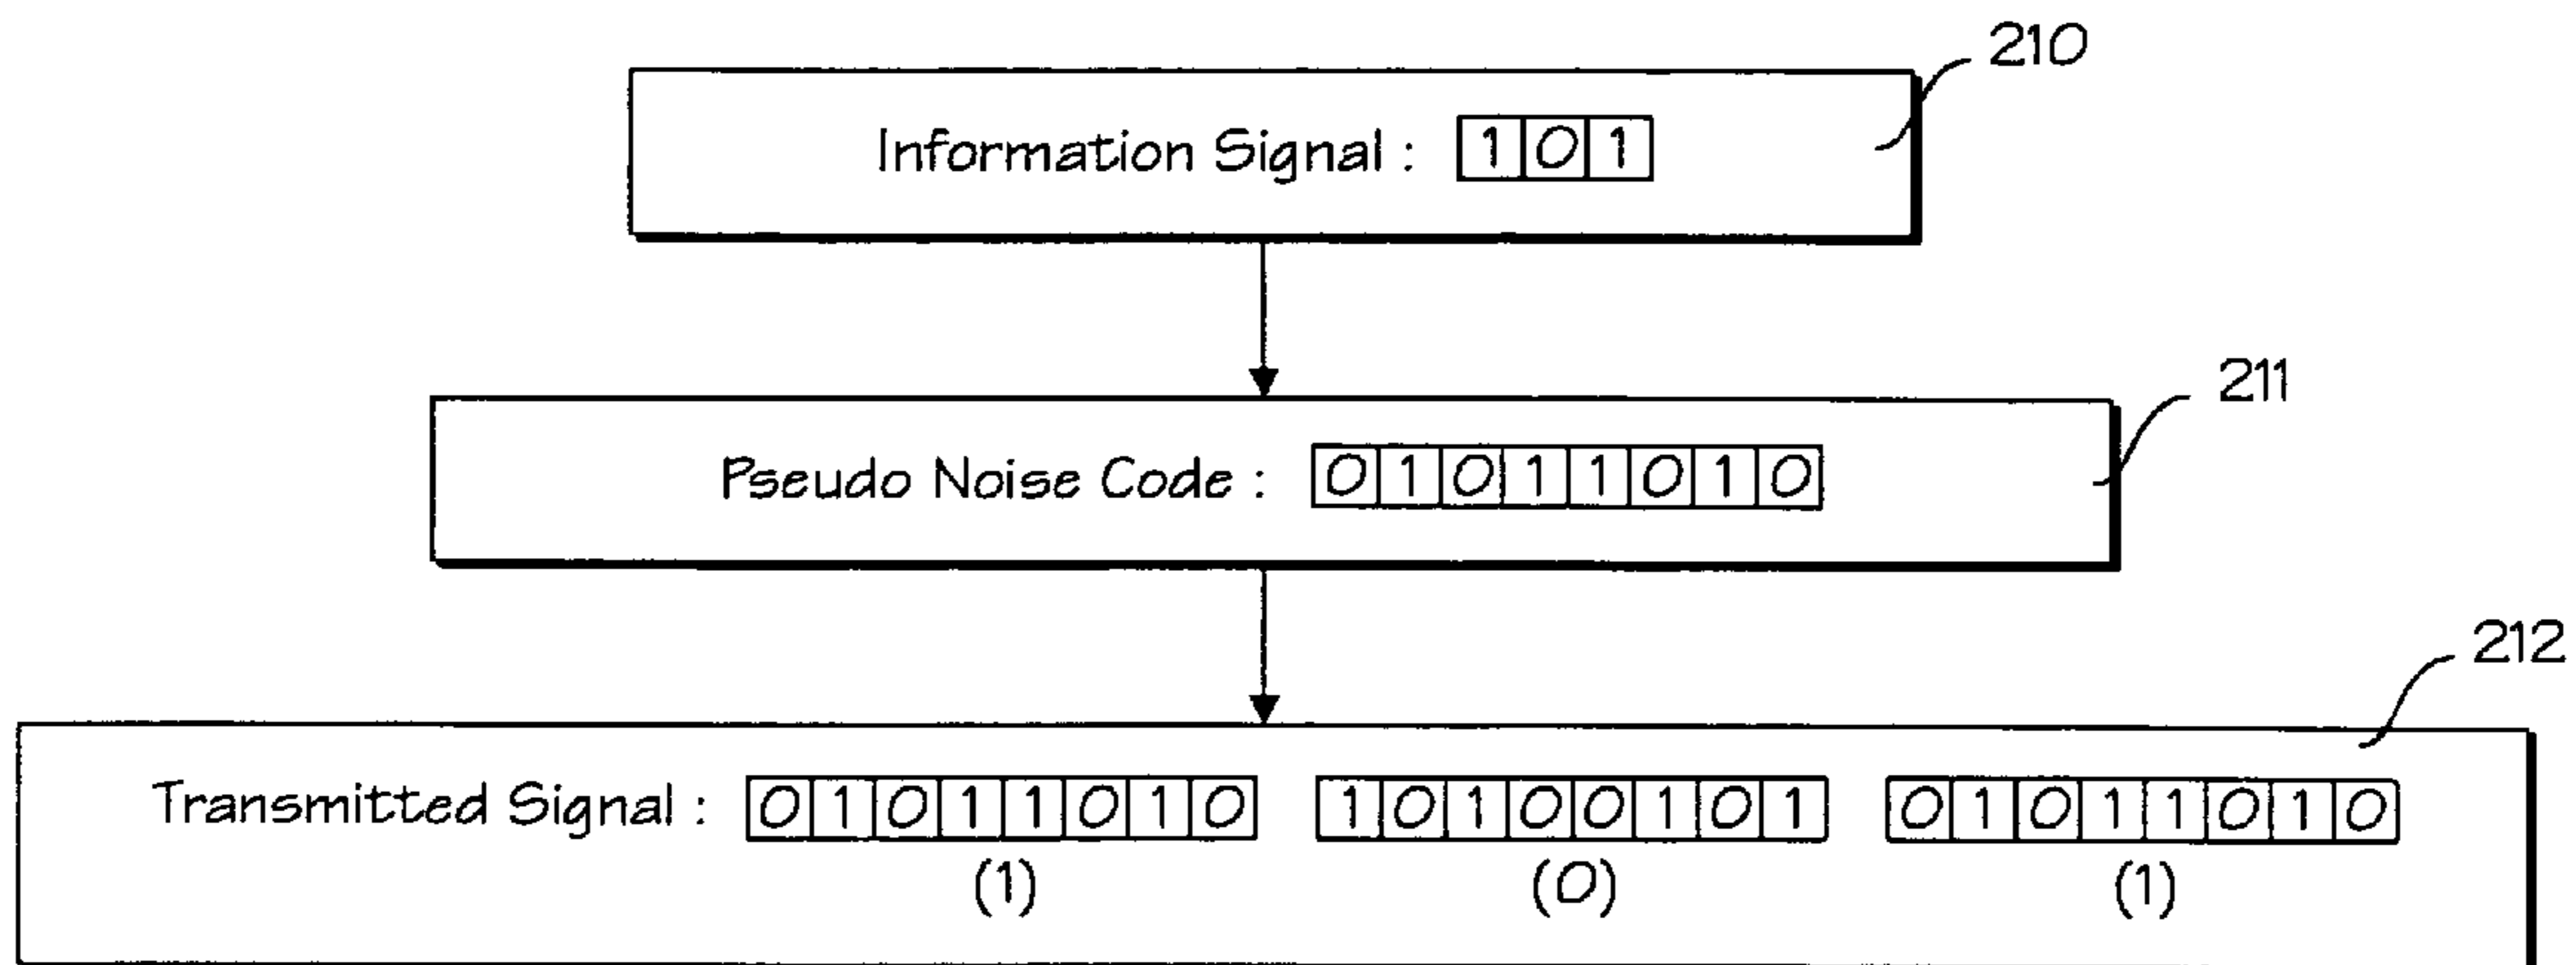 210
Information Signal : 1 0 1
211
Pseudo Noise Code : 0 1 0 1 1 0 1 0
212
Transmitted Signal : 0 1 0 1 1 0 1 0 1 0 1 0 0 1 0 1 0 1 0 1 1 0 1 0
(1) (0) (1)